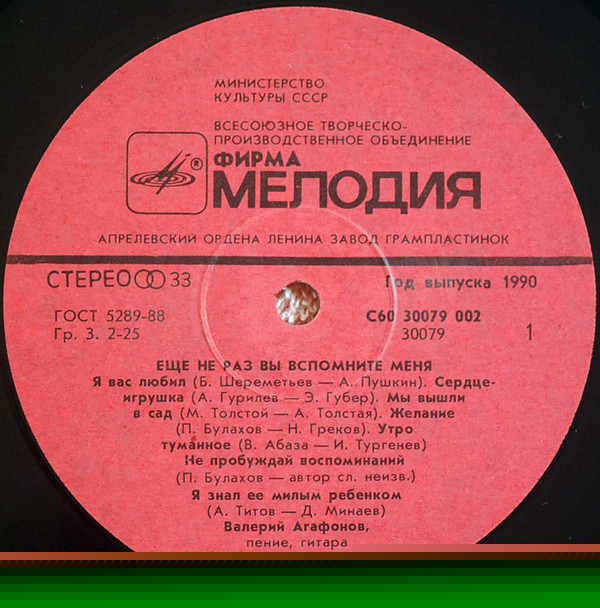 МИНИСТЕРСТВО
КУЛЬТУРЫ СССР
ВСЕСОЮЗНОЕ ТВОРЧЕСКО-
ПРОИЗВОДСТВЕННОЕ ОБЪЕДИНЕНИЕ
®
ФИРМА
МЕЛОДИЯ
АПРЕЛЕВСКИЙ ОРДЕНА ЛЕНИНА ЗАВОД ГРАМПЛАСТИНОК
СТЕРЕО 33 Год выпуска 1990
ГОСТ 5289-88 С60 30079 002
Гр. 3. 2-25 30079 1
ЕЩЕ НЕ РАЗ ВЫ ВСПОМНИТЕ МЕНЯ
Я вас любил (Б. Шереметьев — А. Пушкин). Сердце-
игрушка (А. Гурилев — Э. Губер). Мы вышли
в сад (М. Толстой — А. Толстая). Желание
(П. Булахов — Н. Греков). Утро
туманное (В. Абаза — И. Тургенев)
Не пробуждай воспоминаний
(П. Булахов — автор сл. неизв.)
Я знал ее милым ребенком
(А. Титов — Д. Минаев)
Валерий Агафонов,
пение, гитара